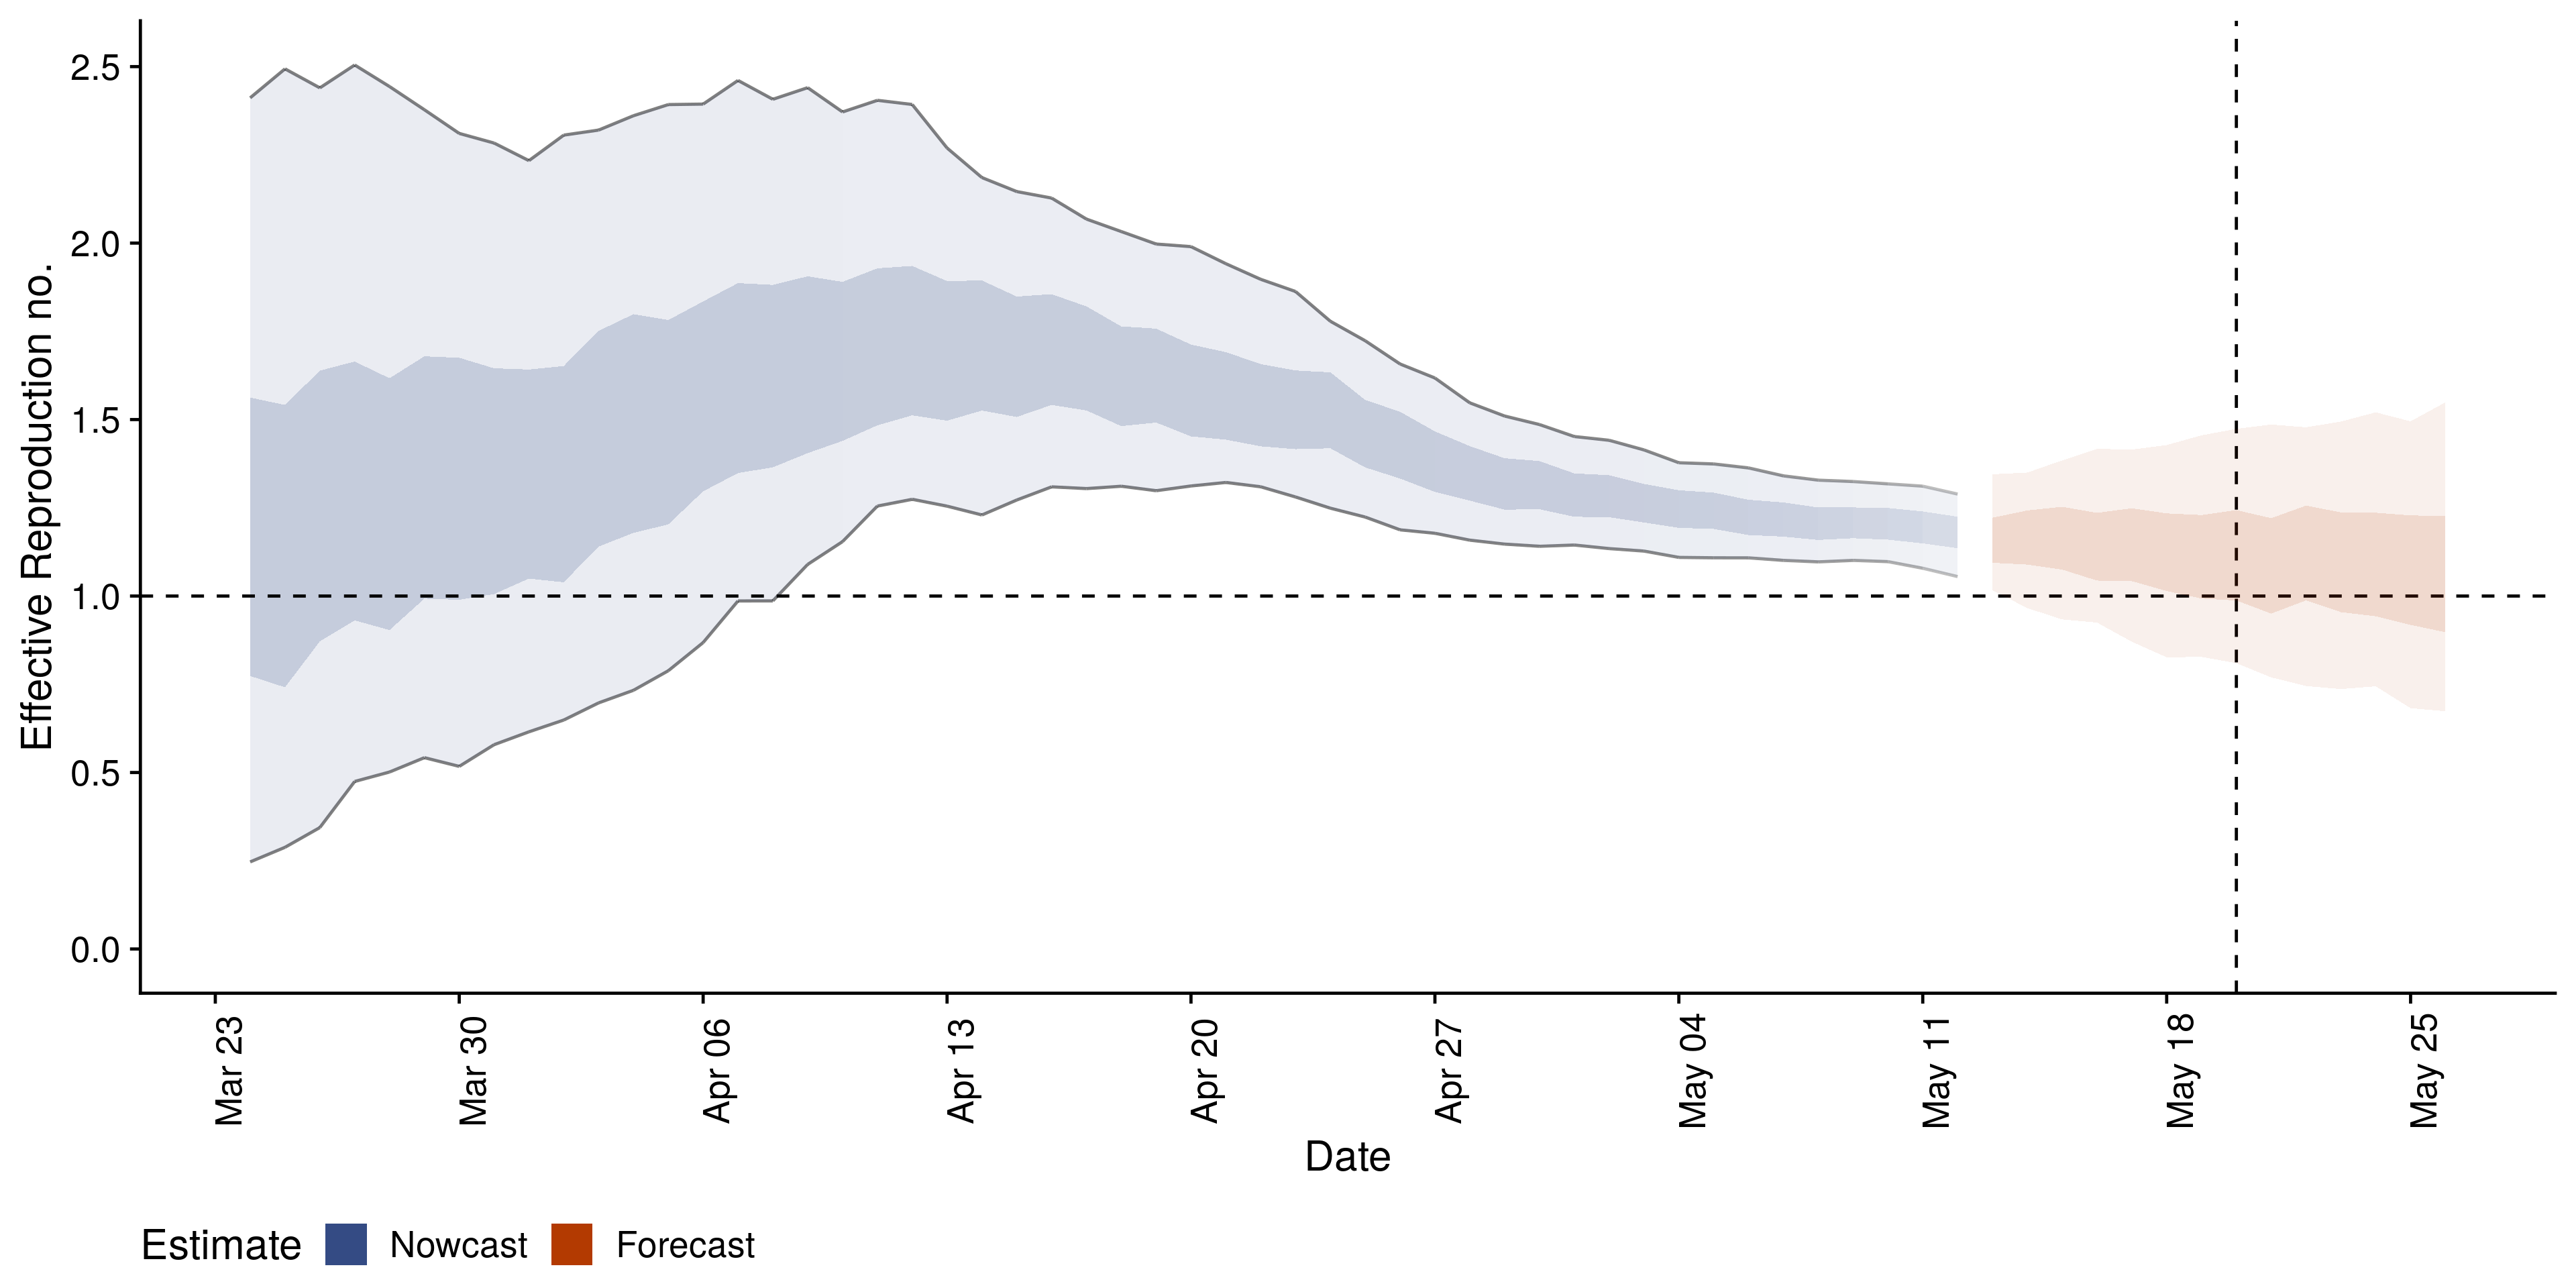 Effective Reproduction no.
2.5
2.0
1.5
1.0
0.5
0.0
Mar 23
Mar 30
Apr 06
Apr 13
Apr 20
Apr 27
May 04
May 11
May 18
May 25
Date
Estimate Nowcast Forecast